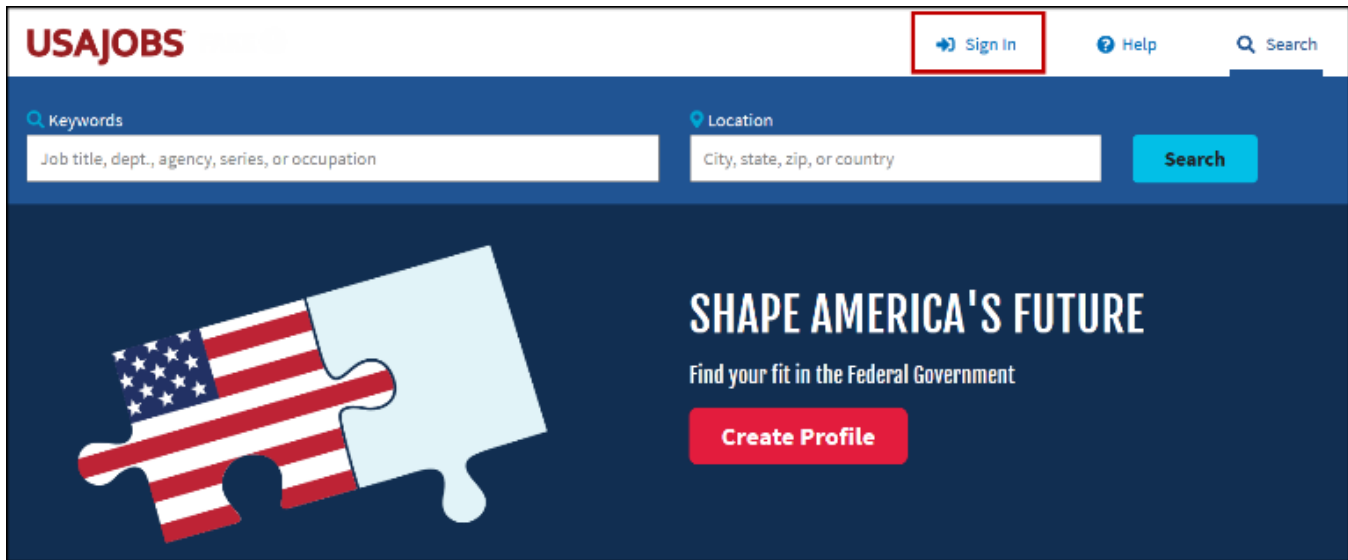 USAJOBS
Sign In
Help
Search
Keywords
Location
Job title, dept., agency, series, or occupation
City, state, zip, or country
Search
SHAPE AMERICA'S FUTURE
Find your fit in the Federal Government
Create Profile